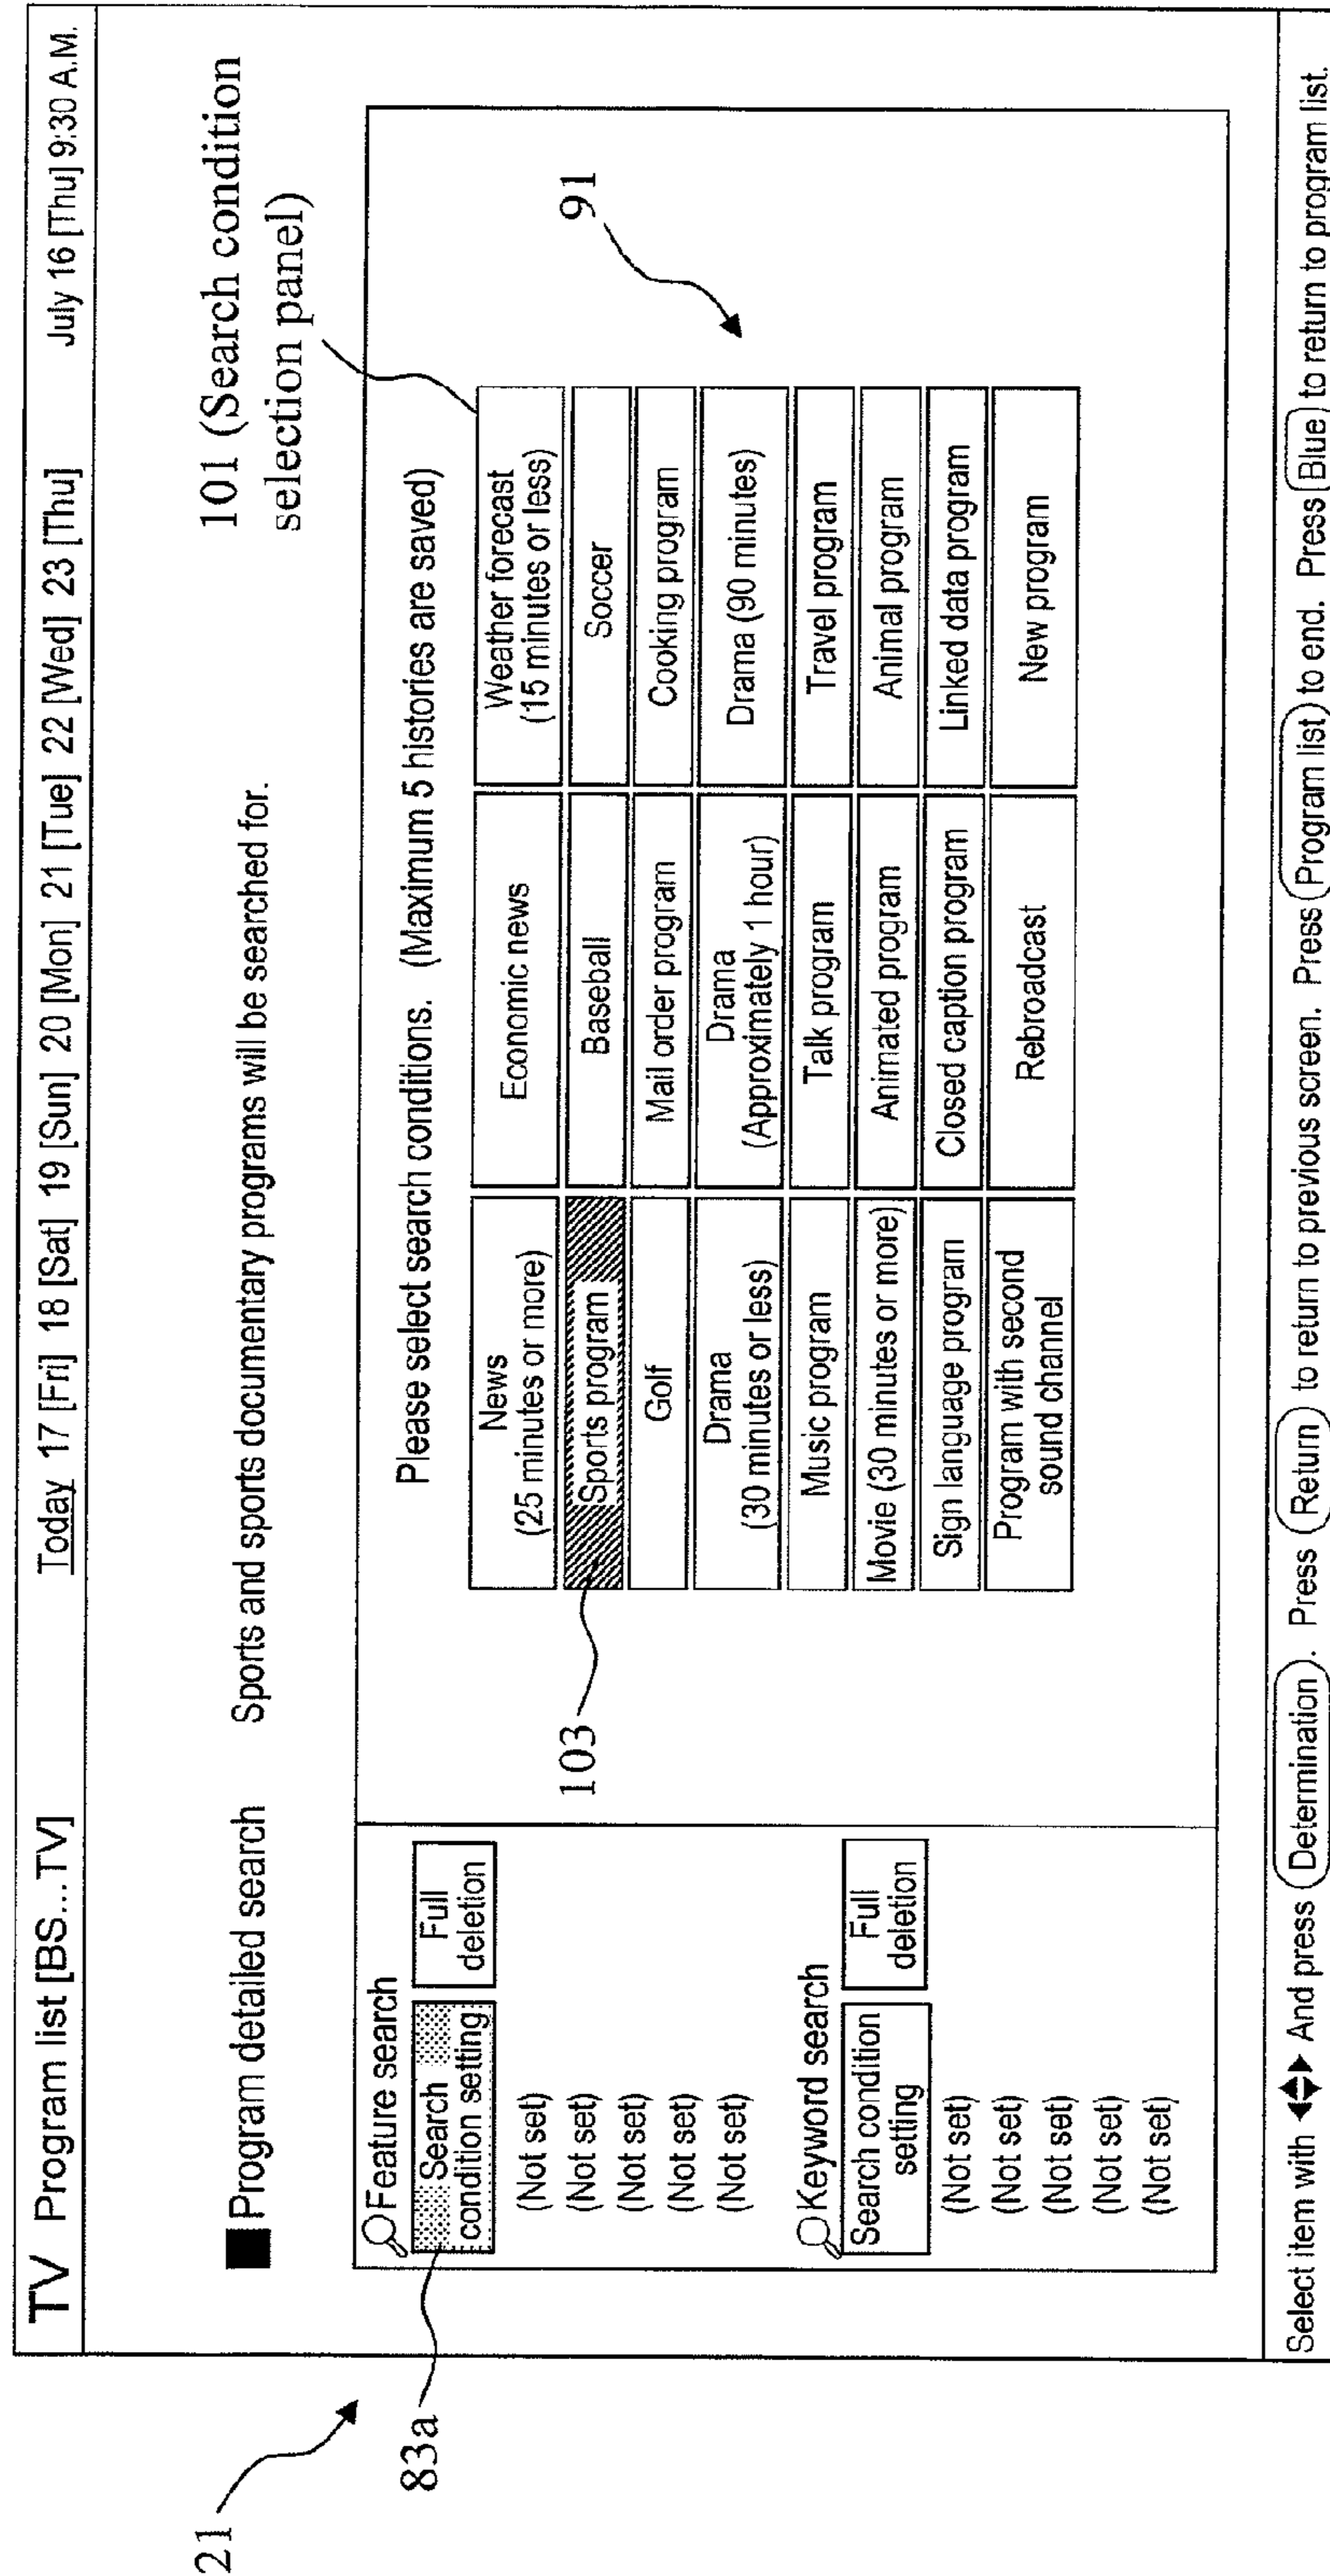 TV Program list [BS...TV] Today 17 [Fri] 18 [Sat] 19 [Sun] 20 [Mon] 21 [Tue] 22 [Wed] 23 [Thu] July 16 [Thu] 9:30 A.M.
21
Program detailed search Sports and sports documentary programs will be searched for.
101 (Search condition
selection panel)
Feature search
Search
condition setting
Full
deletion
83a
(Not set)
(Not set)
(Not set)
(Not set)
(Not set)
Keyword search
Search condition
setting
Full
deletion
(Not set)
(Not set)
(Not set)
(Not set)
(Not set)
Please select search conditions. (Maximum 5 histories are saved)
91
103
News
(25 minutes or more)
Economic news
Weather forecast
(15 minutes or less)
Sports program
Baseball
Soccer
Golf
Mail order program
Cooking program
Drama
(30 minutes or less)
Drama
(Approximately 1 hour)
Drama (90 minutes)
Music program
Talk program
Travel program
Movie (30 minutes or more)
Animated program
Animal program
Sign language program
Closed caption program
Linked data program
Program with second
sound channel
Rebroadcast
New program
Select item with And press Determination. Press Return to return to previous screen. Press Program list to end. Press Blue to return to program list.